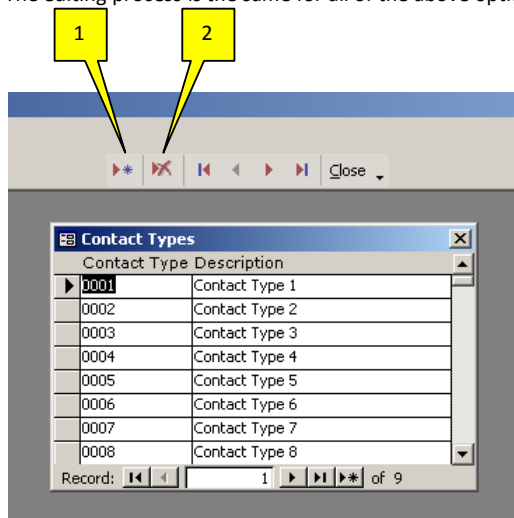 The editing process is the same for all of the above opti
1 2
Close
Contact Types
Contact Type Description
0001 Contact Type 1
0002 Contact Type 2
0003 Contact Type 3
0004 Contact Type 4
0005 Contact Type 5
0006 Contact Type 6
0007 Contact Type 7
0008 Contact Type 8
Record: 1 of 9